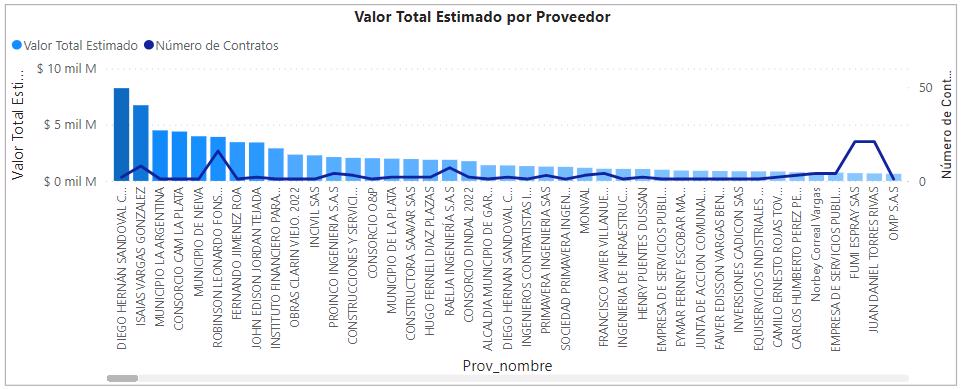 Valor Total Estimado por Proveedor
Valor Total Estimado
Número de Contratos
Valor Total Esti...
$ 10 mil M
$ 5 mil M
$ 0 mil M
50
0
Número de Cont...
DIEGO HERNÁN SANDOVAL C...
ISAIAS VARGAS GONZALEZ
MUNICIPIO LA ARGENTINA
CONSORCIO CAM LA PLATA
MUNICIPIO DE NEIVA
ROBINSON LEONARDO FONS...
FERNANDO JIMENEZ ROA
JOHN EDISON JORDAN TEJADA
INSTITUTO FINANCIERO PARA...
OBRAS CLARIN VIEJO. 2022
INCIVIL SAS
PROINCO INGENIERIA S.A.S
CONSTRUCCIONES Y SERVICI...
CONSORCIO O&P
MUNICIPIO DE LA PLATA
CONSTRUCTORA SAAVAR SAS
HUGO FERNELI DIAZ PLAZAS
RAELIA INGENIERÍA S.A.S
CONSORCIO DINDAL 2022
ALCALDIA MUNICIPIO DE GAR...
DIEGO HERNAN SANDOVAL C...
INGENIEROS CONTRATISTAS I...
PRIMAVERA INGENIERIA SAS
SOCIEDAD PRIMAVERA INGEN...
MONVAL
FRANCISCO JAVIER VILLANUE...
INGENIERIA DE INFRAESTRUC...
HENRY PUENTES DUSSAN
EMPRESA DE SERVICIOS PUBLI...
EYMAR FERNEY ESCOBAR MA...
JUNTA DE ACCION COMUNAL
FAIVER EDISSON VARGAS BEN...
INVERSIONES CADICON SAS
EQUISERVICIOS INDUSTRIALES ...
CAMILO ERNESTO ROJAS TOV...
CARLOS HUMBERTO PEREZ PE...
Norbey Correal Vargas
EMPRESA DE SERVICIOS PUBLI...
FUMI ESPRAY SAS
JUAN DANIEL TORRES RIVAS
OMP S.A.S
Prov_nombre